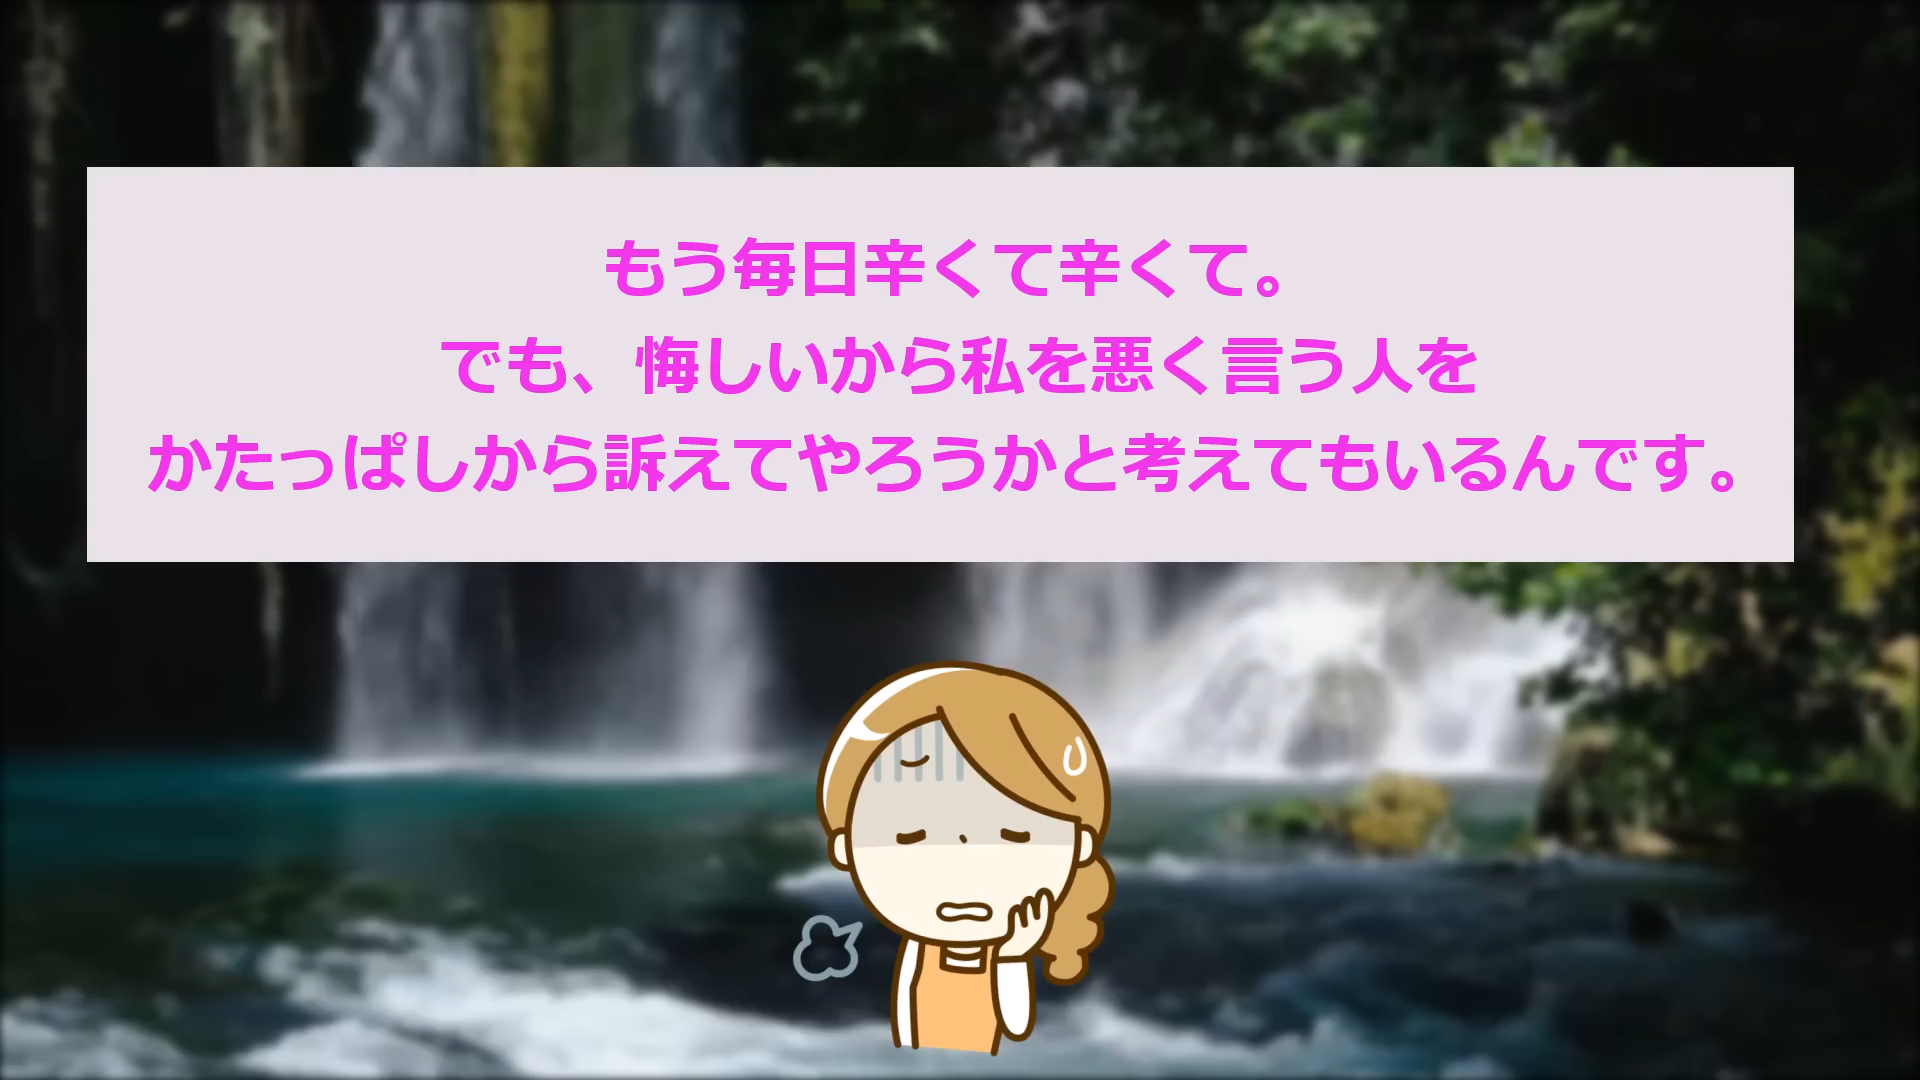 もう毎日辛くて辛くて。
でも、悔しいから私を悪く言う人を
かたっぱしから訴えてやろうかと考えてもいるんです。